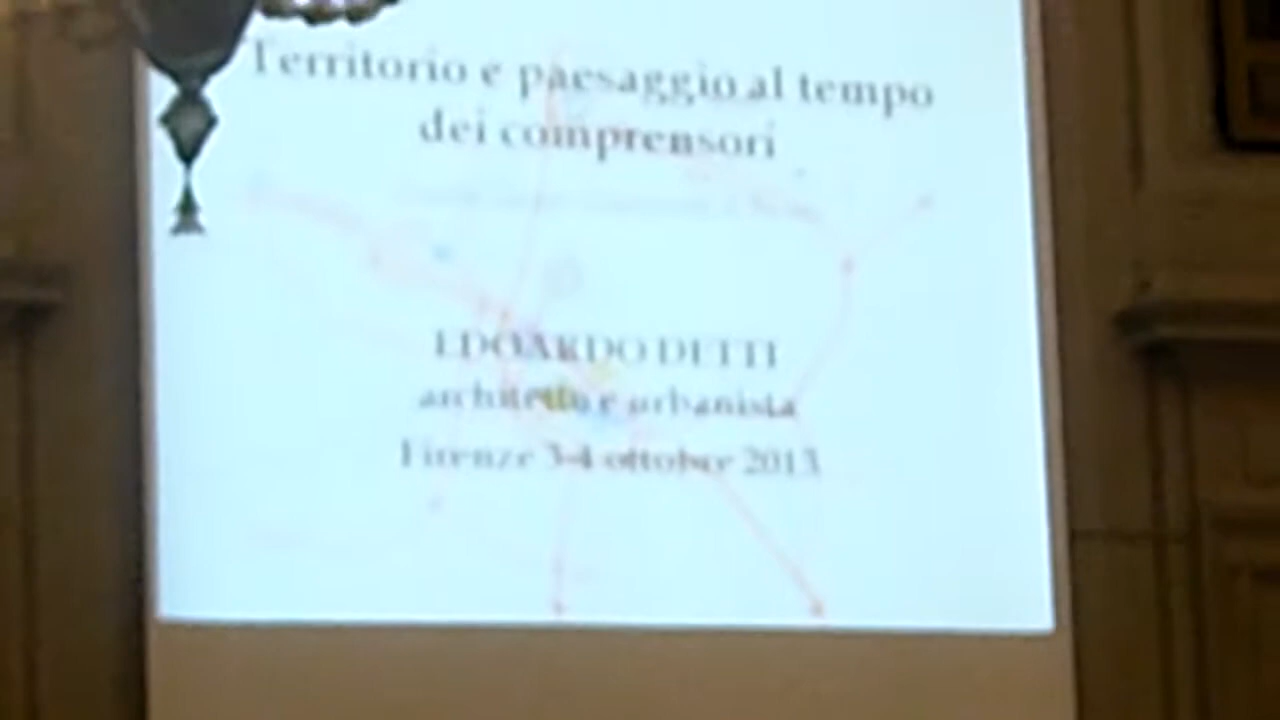 Territorio e paesaggio al tempo
dei comprensori
EDOARDO DETTI
architetto e urbanista
Firenze 3-4 ottobre 2013